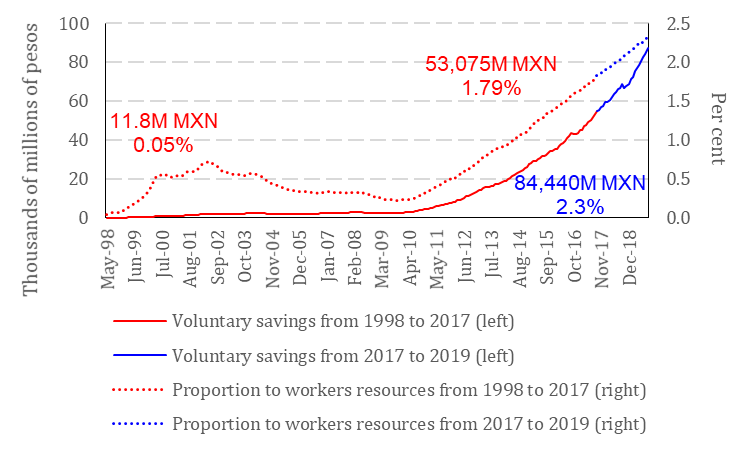 Thousands of millions of pesos
100
80
60
40
20
0
2.5
2.0
1.5
1.0
0.5
0.0
Per cent
11.8M MXN
0.05%
53,075M MXN
1.79%
84,440M MXN
2.3%
May-98
Jun-99
Jul-00
Aug-01
Sep-02
Oct-03
Nov-04
Dec-05
Jan-07
Feb-08
Mar-09
Apr-10
May-11
Jun-12
Jul-13
Aug-14
Sep-15
Oct-16
Nov-17
Dec-18
Voluntary savings from 1998 to 2017 (left)
Voluntary savings from 2017 to 2019 (left)
Proportion to workers resources from 1998 to 2017 (right)
Proportion to workers resources from 2017 to 2019 (right)